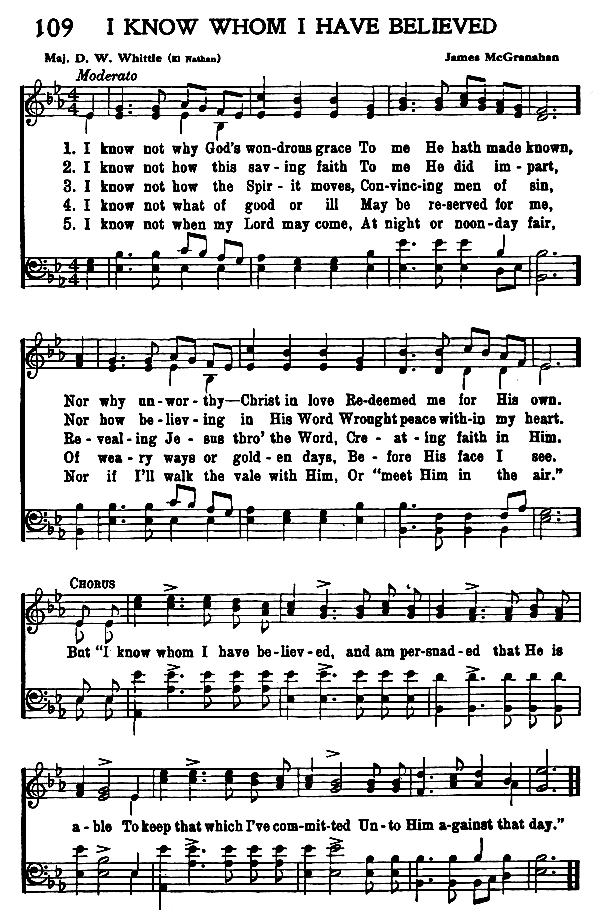 109 I KNOW WHOM I HAVE BELIEVED
Maj. D. W. Whittle (El Nathan) James McGranahan
Moderato
1. I know not why God's won-drous grace To me He hath made known,
2. I know not how this sav-ing faith To me He did im-part,
3. I know not how the Spir-it moves, Con-vinc-ing men of sin,
4. I know not what of good or ill May be re-served for me,
5. I know not when my Lord may come, At night or noon-day fair,
Nor why un-wor-thy—Christ in love Re-deemed me for His own.
Nor how be-liev-ing in His Word Wrought peace with-in my heart.
Re-veal-ing Je-sus thro' the Word, Cre-at-ing faith in Him.
Of wea-ry ways or gold-en days, Be-fore His face I see.
Nor if I'll walk the vale with Him, Or "meet Him in the air."
CHORUS
But "I know whom I have be-liev-ed, and am per-suad-ed that He is
a-ble To keep that which I've com-mit-ted Un-to Him a-gainst that day."